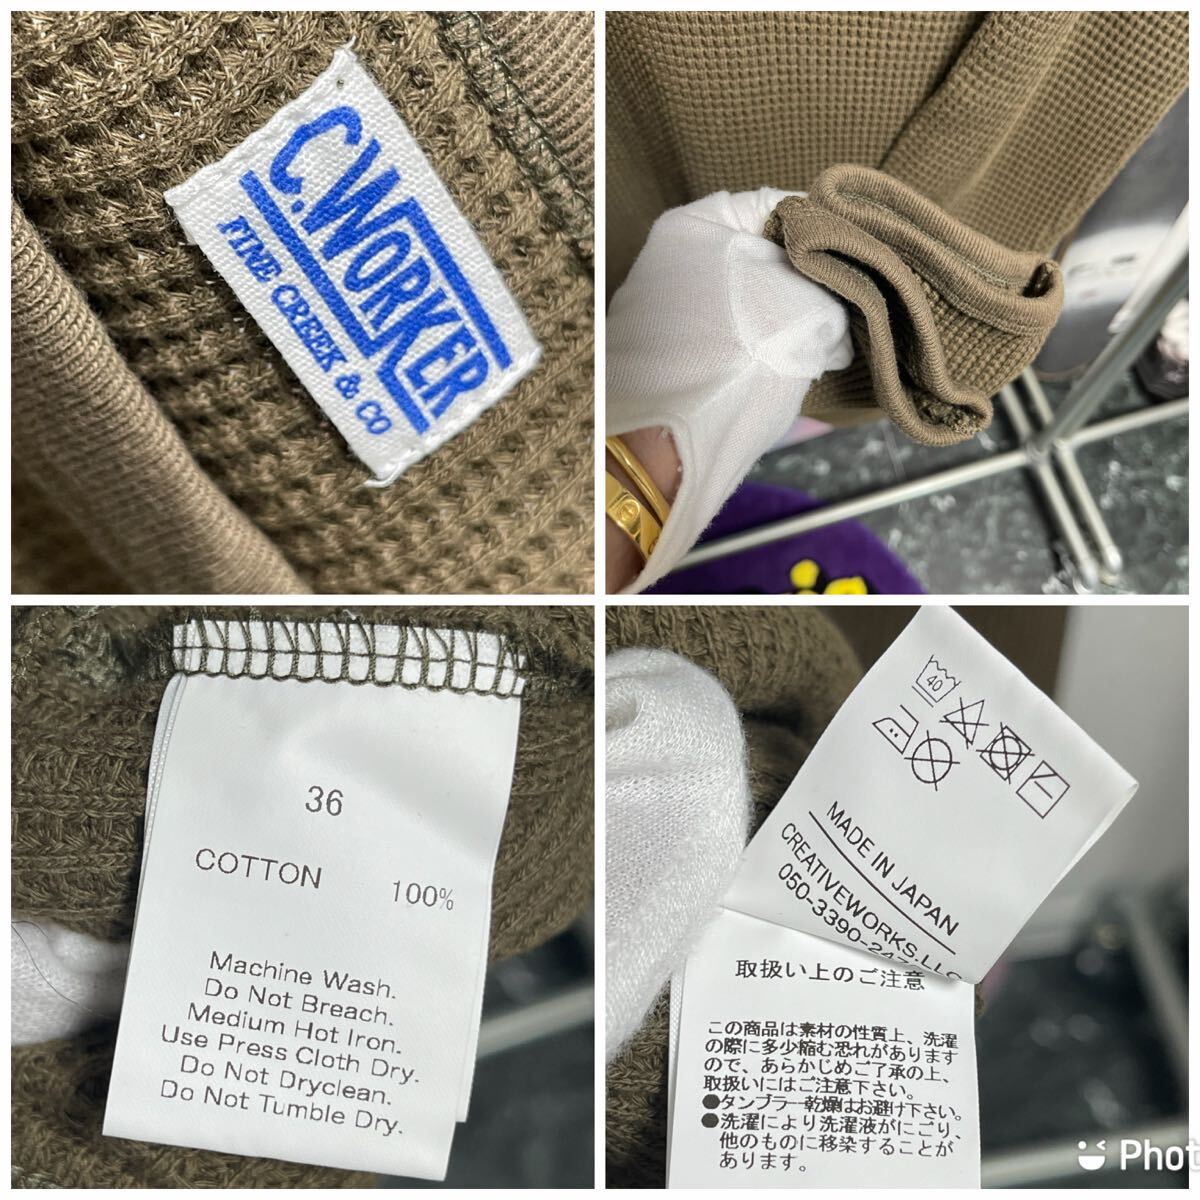 C.WORKER
FINE CREEK & CO
36
COTTON 100%
Machine Wash.
Do Not Breach.
Medium Hot Iron.
Use Press Cloth Dry.
Do Not Dryclean.
Do Not Tumble Dry.
40
MADE IN JAPAN
CREATIVEWORKS.LLC
050-3390-247
取扱い上のご注意
この商品は素材の性質上、洗濯
の際に多少縮む恐れがあります
ので、あらかじめご了承の上、
取扱いにはご注意下さい。
●タンブラー乾燥はお避け下さい。
●洗濯により洗濯液がにごり、
他のものに移染することが
あります。
Phot